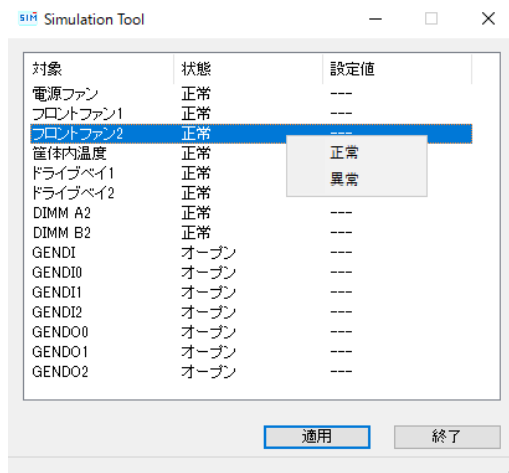 SIM Simulation Tool
対象 状態 設定値
電源ファン 正常 ---
フロントファン1 正常 ---
フロントファン2 正常 ---
筐体内温度 正常
ドライブベイ1 正常
ドライブベイ2 正常
正常
異常
DIMM A2 正常 ---
DIMM B2 正常 ---
GENDI オープン ---
GENDI0 オープン ---
GENDI1 オープン ---
GENDI2 オープン ---
GENDO0 オープン ---
GENDO1 オープン ---
GENDO2 オープン ---
適用 終了